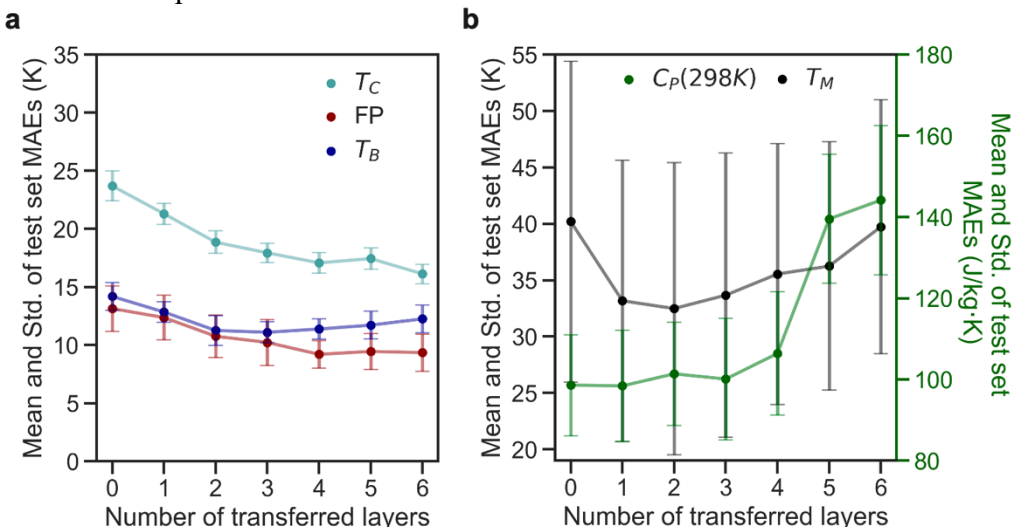 a
Mean and Std. of test set MAEs (K)
35
30
25
20
15
10
5
0
T_C
FP
T_B
0 1 2 3 4 5 6
Number of transferred layers
b
Mean and Std. of test set MAEs (K)
55
50
45
40
35
30
25
20
C_P(298K) T_M
180
160
140
120
100
80
Mean and Std. of test set
MAEs (J/kg·K)
0 1 2 3 4 5 6
Number of transferred layers